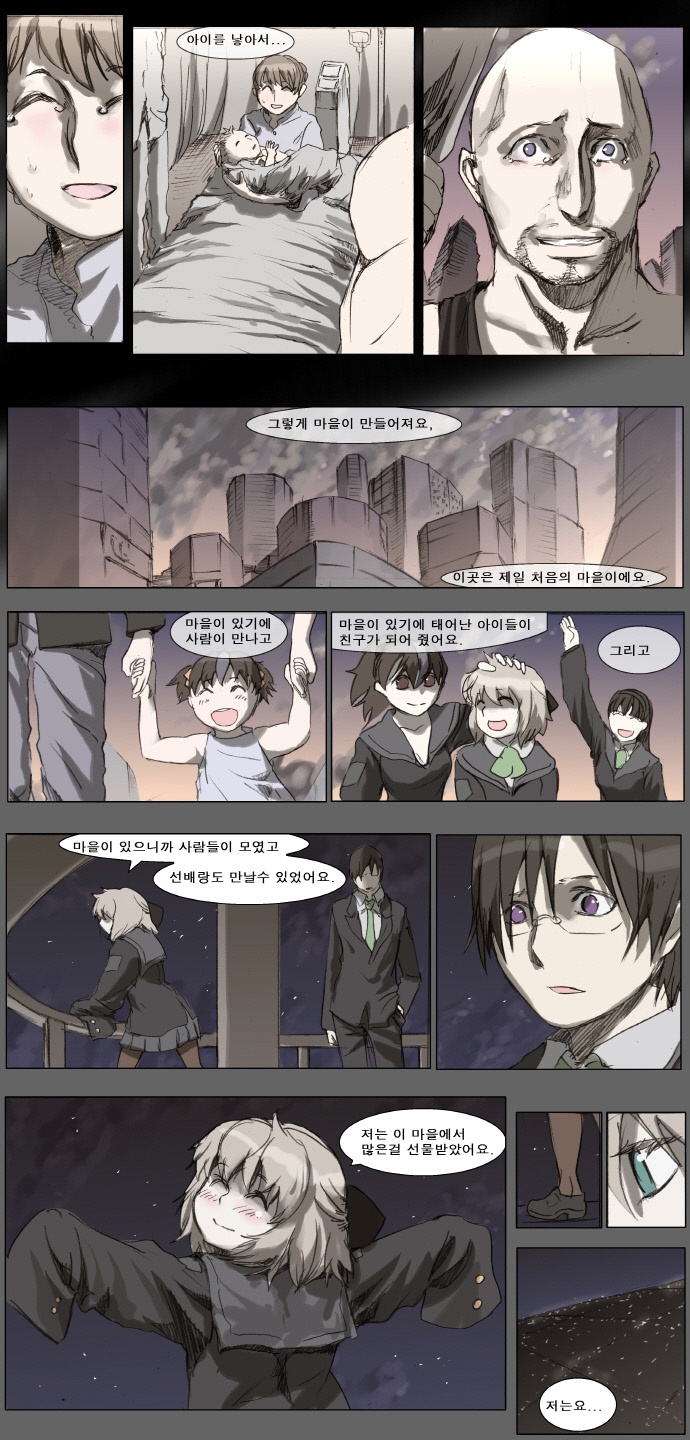 아이를 낳아서...
그렇게 마을이 만들어져요,
이곳은 제일 처음의 마을이에요.
마을이 있기에
사람이 만나고
마을이 있기에 태어난 아이들이
친구가 되어 줬어요.
그리고
마을이 있으니까 사람들이 모였고
선배랑도 만날수 있었어요.
저는 이 마을에서
많은걸 선물받았어요.
저는요...